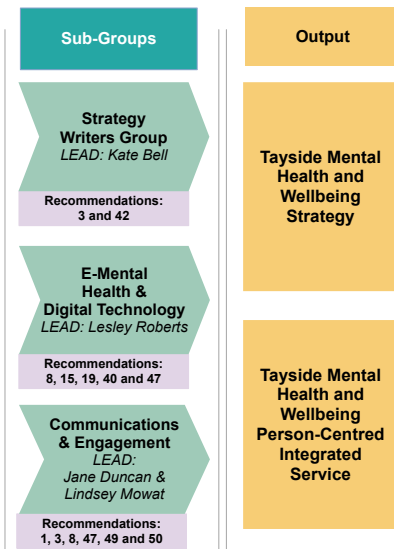 Sub-Groups
Strategy
Writers Group
LEAD: Kate Bell
Recommendations:
3 and 42
E-Mental
Health &
Digital Technology
LEAD: Lesley Roberts
Recommendations:
8, 15, 19, 40 and 47
Communications
& Engagement
LEAD:
Jane Duncan &
Lindsey Mowat
Recommendations:
1, 3, 8, 47, 49 and 50
Output
Tayside Mental
Health and
Wellbeing
Strategy
Tayside Mental
Health and
Wellbeing
Person-Centred
Integrated
Service